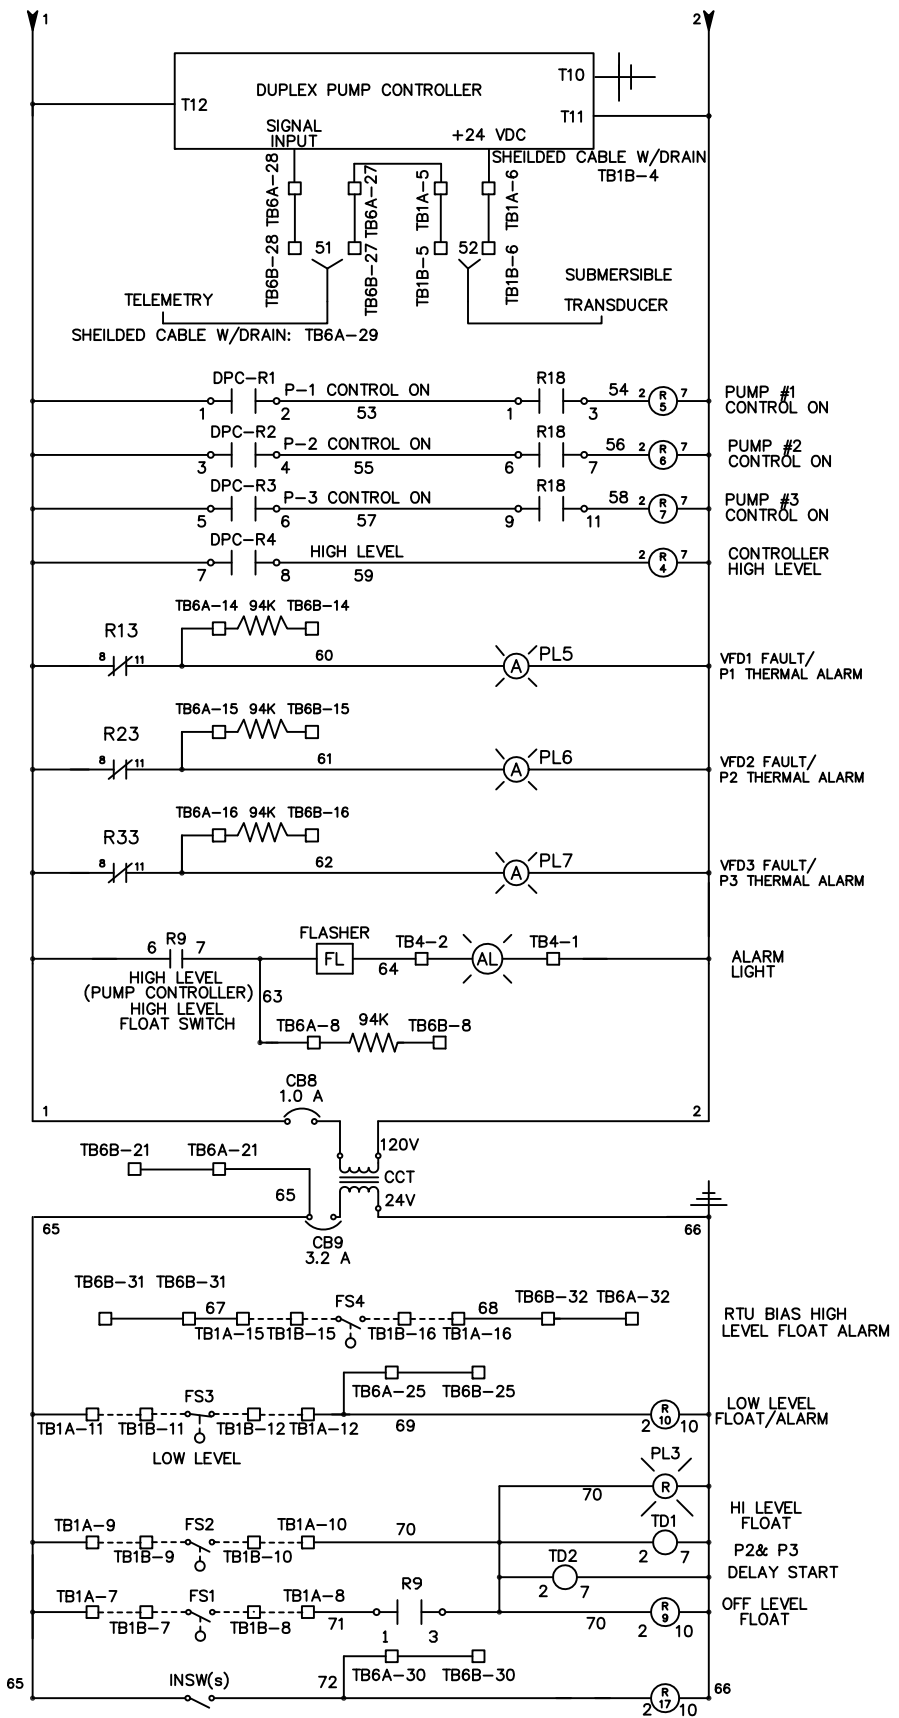 1
2
DUPLEX PUMP CONTROLLER
T10
T12
T11
SIGNAL
INPUT
+24 VDC
SHEILDED CABLE W/DRAIN
TB1B-4
TB6A-28
TB6A-27
TB1A-5
TB1A-6
TB6B-28
51
TB6B-27
TB1B-5
52
TB1B-6
SUBMERSIBLE
TRANSDUCER
TELEMETRY
SHEILDED CABLE W/DRAIN: TB6A-29
DPC-R1
P-1 CONTROL ON
R18
54
2
R
5
7
PUMP #1
CONTROL ON
1
2
53
1
3
DPC-R2
P-2 CONTROL ON
R18
56
2
R
6
7
PUMP #2
CONTROL ON
3
4
55
6
7
DPC-R3
P-3 CONTROL ON
R18
58
2
R
7
7
PUMP #3
CONTROL ON
5
6
57
9
11
DPC-R4
HIGH LEVEL
2
R
4
7
CONTROLLER
HIGH LEVEL
7
8
59
TB6A-14
94K
TB6B-14
R13
8
11
60
A
PL5
VFD1 FAULT/
P1 THERMAL ALARM
TB6A-15
94K
TB6B-15
R23
8
11
61
A
PL6
VFD2 FAULT/
P2 THERMAL ALARM
TB6A-16
94K
TB6B-16
R33
8
11
62
A
PL7
VFD3 FAULT/
P3 THERMAL ALARM
FLASHER
6
R9
7
FL
TB4-2
64
AL
TB4-1
ALARM
LIGHT
HIGH LEVEL
(PUMP CONTROLLER)
HIGH LEVEL
FLOAT SWITCH
63
TB6A-8
94K
TB6B-8
CB8
1.0 A
1
2
120V
TB6B-21
TB6A-21
CCT
65
24V
65
CB9
3.2 A
66
TB6B-31
TB6B-31
67
FS4
68
TB6B-32
TB6A-32
TB1A-15
TB1B-15
TB1B-16
TB1A-16
RTU BIAS HIGH
LEVEL FLOAT ALARM
TB6A-25
TB6B-25
FS3
TB1A-11
TB1B-11
TB1B-12
TB1A-12
69
2
R
10
10
LOW LEVEL
FLOAT/ALARM
LOW LEVEL
PL3
70
R
HI LEVEL
FLOAT
TB1A-9
FS2
TB1A-10
70
TD1
TB1B-9
TB1B-10
2
7
P2& P3
DELAY START
TD2
2
7
TB1A-7
FS1
TB1A-8
R9
TB1B-7
TB1B-8
71
1
3
70
2
R
9
10
OFF LEVEL
FLOAT
TB6A-30
TB6B-30
65
INSW(s)
72
2
R
17
10
66